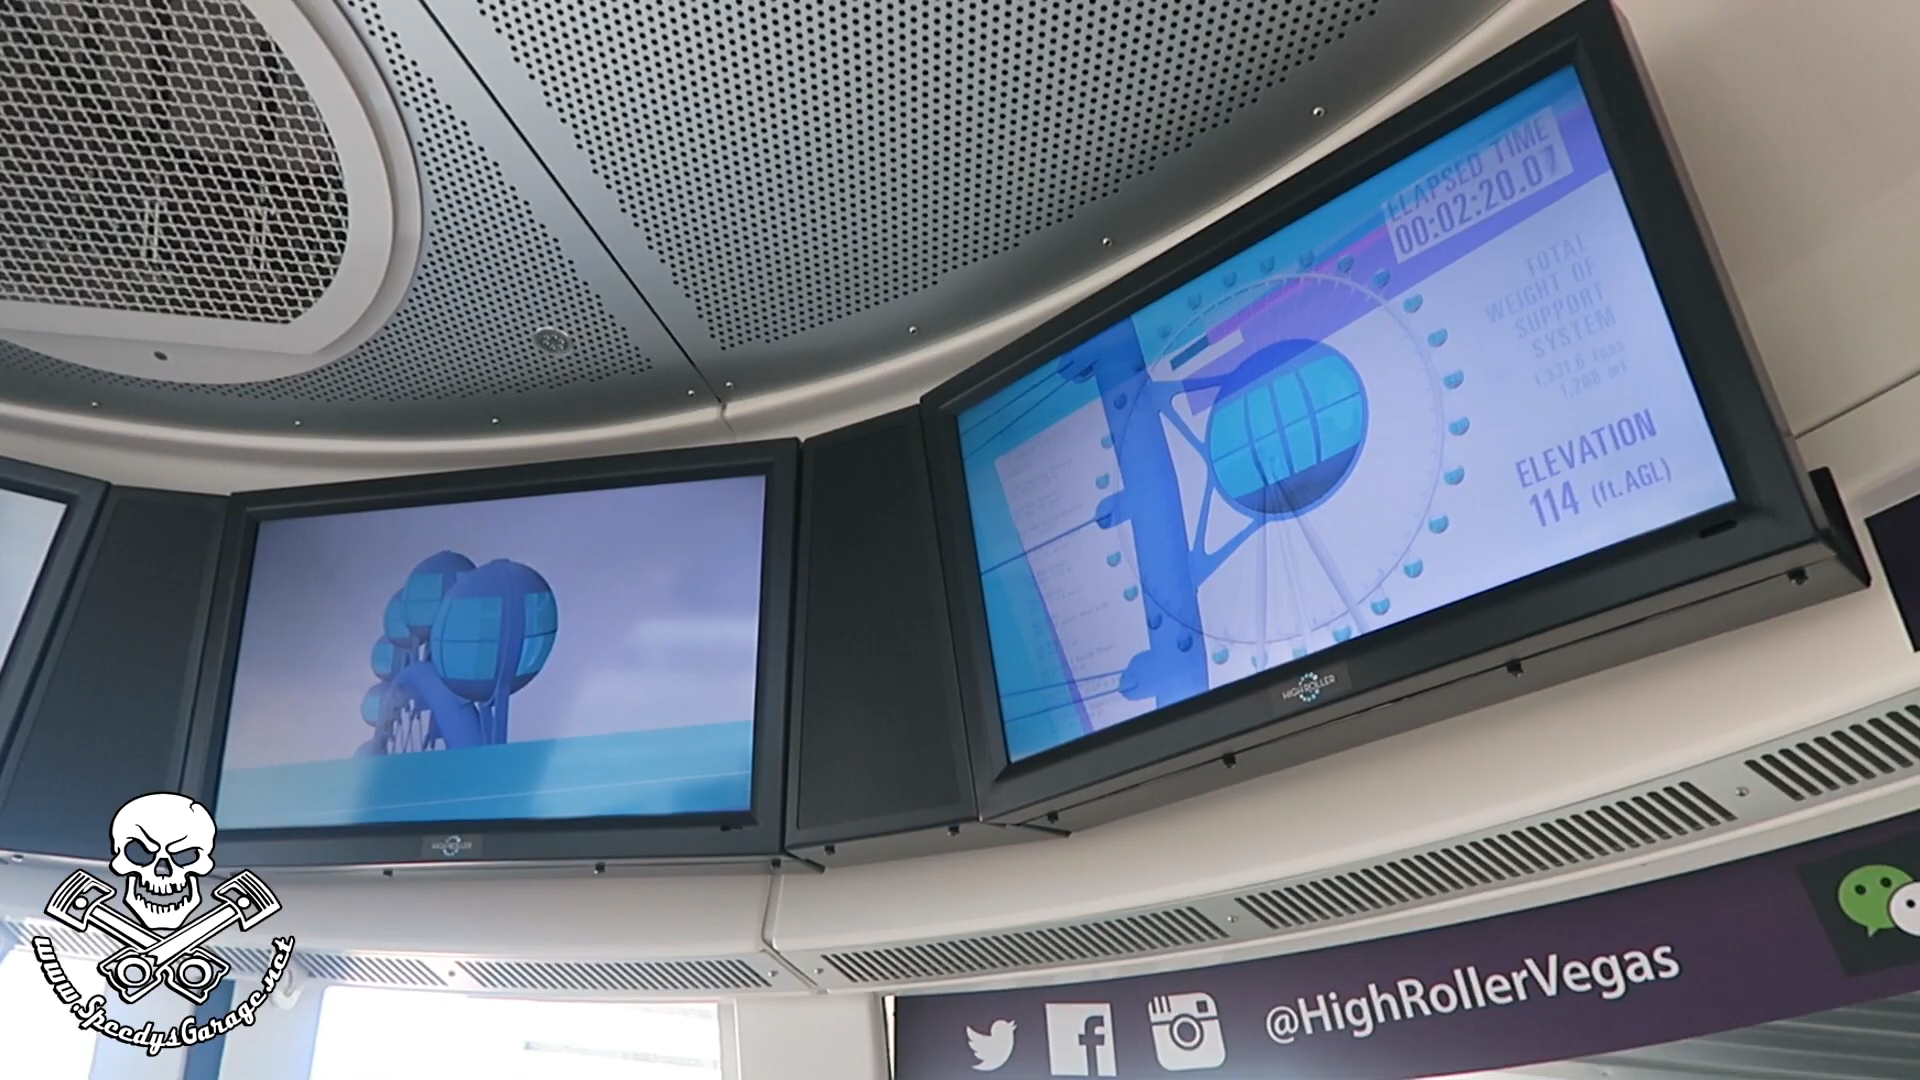 ELAPSED TIME
00:02:20.07
TOTAL
WEIGHT OF
SUPPORT
SYSTEM
ELEVATION
114 (ft. AGL)
HIGH ROLLER
@HighRollerVegas
www.SpeedysGarage.net